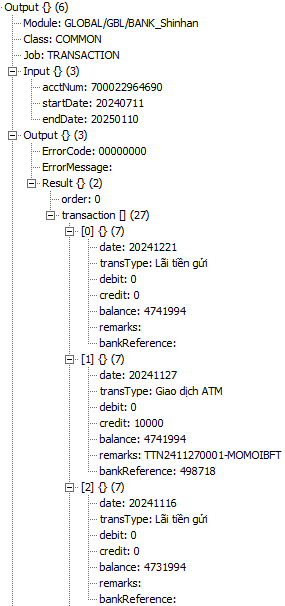 Output {} (6)
Module: GLOBAL/GBL/BANK_Shinhan
Class: COMMON
Job: TRANSACTION
Input {} (3)
acctNum: 700022964690
startDate: 20240711
endDate: 20250110
Output {} (3)
ErrorCode: 00000000
ErrorMessage:
Result {} (2)
order: 0
transaction [] (27)
[0] {} (7)
date: 20241221
transType: Lãi tiền gửi
debit: 0
credit: 0
balance: 4741994
remarks:
bankReference:
[1] {} (7)
date: 20241127
transType: Giao dịch ATM
debit: 0
credit: 10000
balance: 4741994
remarks: TTN2411270001-MOMOIBFT
bankReference: 498718
[2] {} (7)
date: 20241116
transType: Lãi tiền gửi
debit: 0
credit: 0
balance: 4731994
remarks:
bankReference: